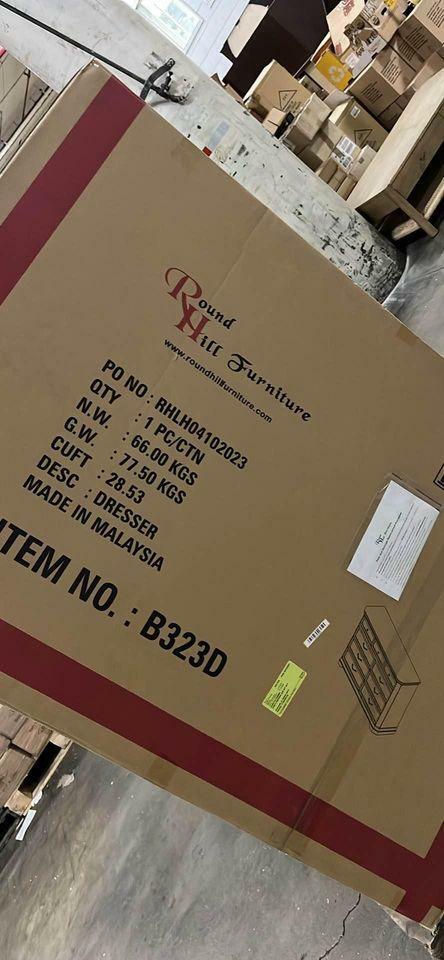 Round
Hill Furniture
www.roundhillfurniture.com
PO NO : RHLH04102023
QTY : 1 PC/CTN
N.W. : 66.00 KGS
G.W. : 77.50 KGS
CUFT : 28.53
DESC : DRESSER
MADE IN MALAYSIA
ITEM NO. : B323D